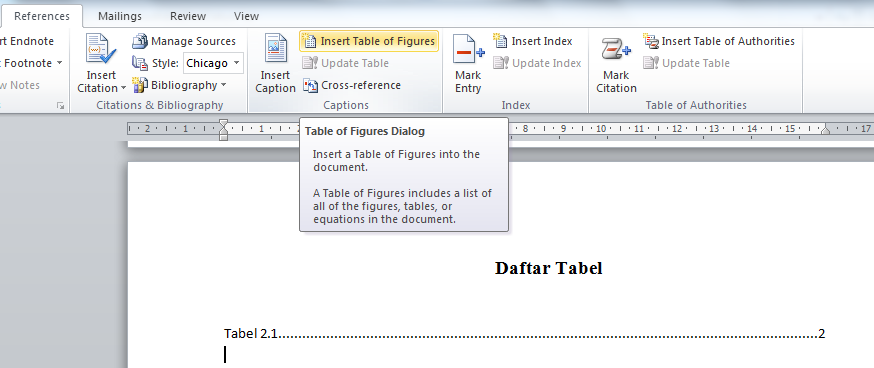 References Mailings Review View
rt Endnote
Footnote
w Notes
Insert Citation
Manage Sources
Style: Chicago
Bibliography
Citations & Bibliography
Insert Caption
Insert Table of Figures
Update Table
Cross-reference
Captions
Mark Entry
Insert Index
Update Index
Index
Mark Citation
Insert Table of Authorities
Update Table
Table of Authorities
2 1 1 8 9 10 11 12 13 14 15 17
Table of Figures Dialog
Insert a Table of Figures into the
document.
A Table of Figures includes a list of
all of the figures, tables, or
equations in the document.
Daftar Tabel
Tabel 2.1.......................................................................................................................................2